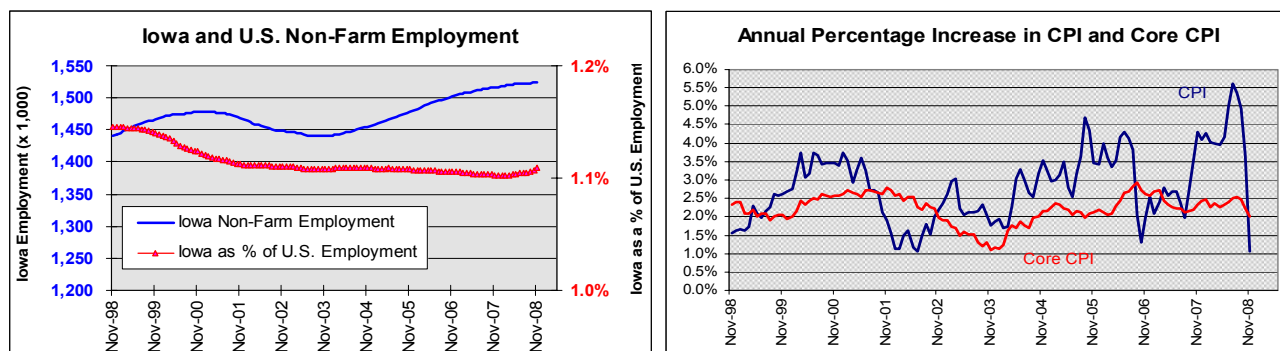 Iowa and U.S. Non-Farm Employment
Iowa Employment (x 1,000)
1,550
1,500
1,450
1,400
1,350
1,300
1,250
1,200
1.2%
1.1%
1.0%
Iowa as a % of U.S. Employment
Iowa Non-Farm Employment
Iowa as % of U.S. Employment
Nov-98
Nov-99
Nov-00
Nov-01
Nov-02
Nov-03
Nov-04
Nov-05
Nov-06
Nov-07
Nov-08
Annual Percentage Increase in CPI and Core CPI
6.0%
5.5%
5.0%
4.5%
4.0%
3.5%
3.0%
2.5%
2.0%
1.5%
1.0%
0.5%
0.0%
CPI
Core CPI
Nov-98
Nov-99
Nov-00
Nov-01
Nov-02
Nov-03
Nov-04
Nov-05
Nov-06
Nov-07
Nov-08